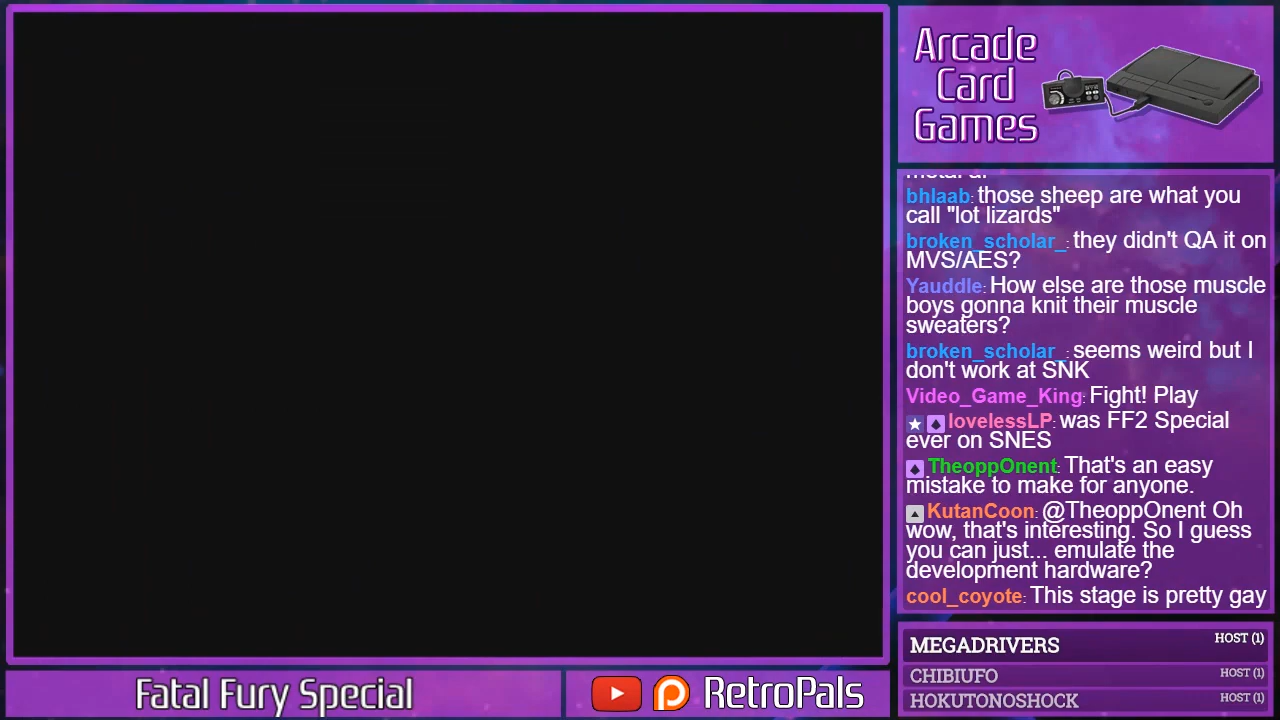 Arcade
Card
Games
bhlaab: those sheep are what you
call "lot lizards"
broken_scholar_: they didn't QA it on
MVS/AES?
Yauddle: How else are those muscle
boys gonna knit their muscle
sweaters?
broken_scholar_: seems weird but I
don't work at SNK
Video_Game_King: Fight! Play
lovelessLP: was FF2 Special
ever on SNES
TheoppOnent: That's an easy
mistake to make for anyone.
KutanCoon: @TheoppOnent Oh
wow, that's interesting. So I guess
you can just... emulate the
development hardware?
cool_coyote: This stage is pretty gay
MEGADRIVERS HOST (1)
CHIBIUFO HOST (1)
HOKUTONOSHOCK HOST (1)
Fatal Fury Special
RetroPals